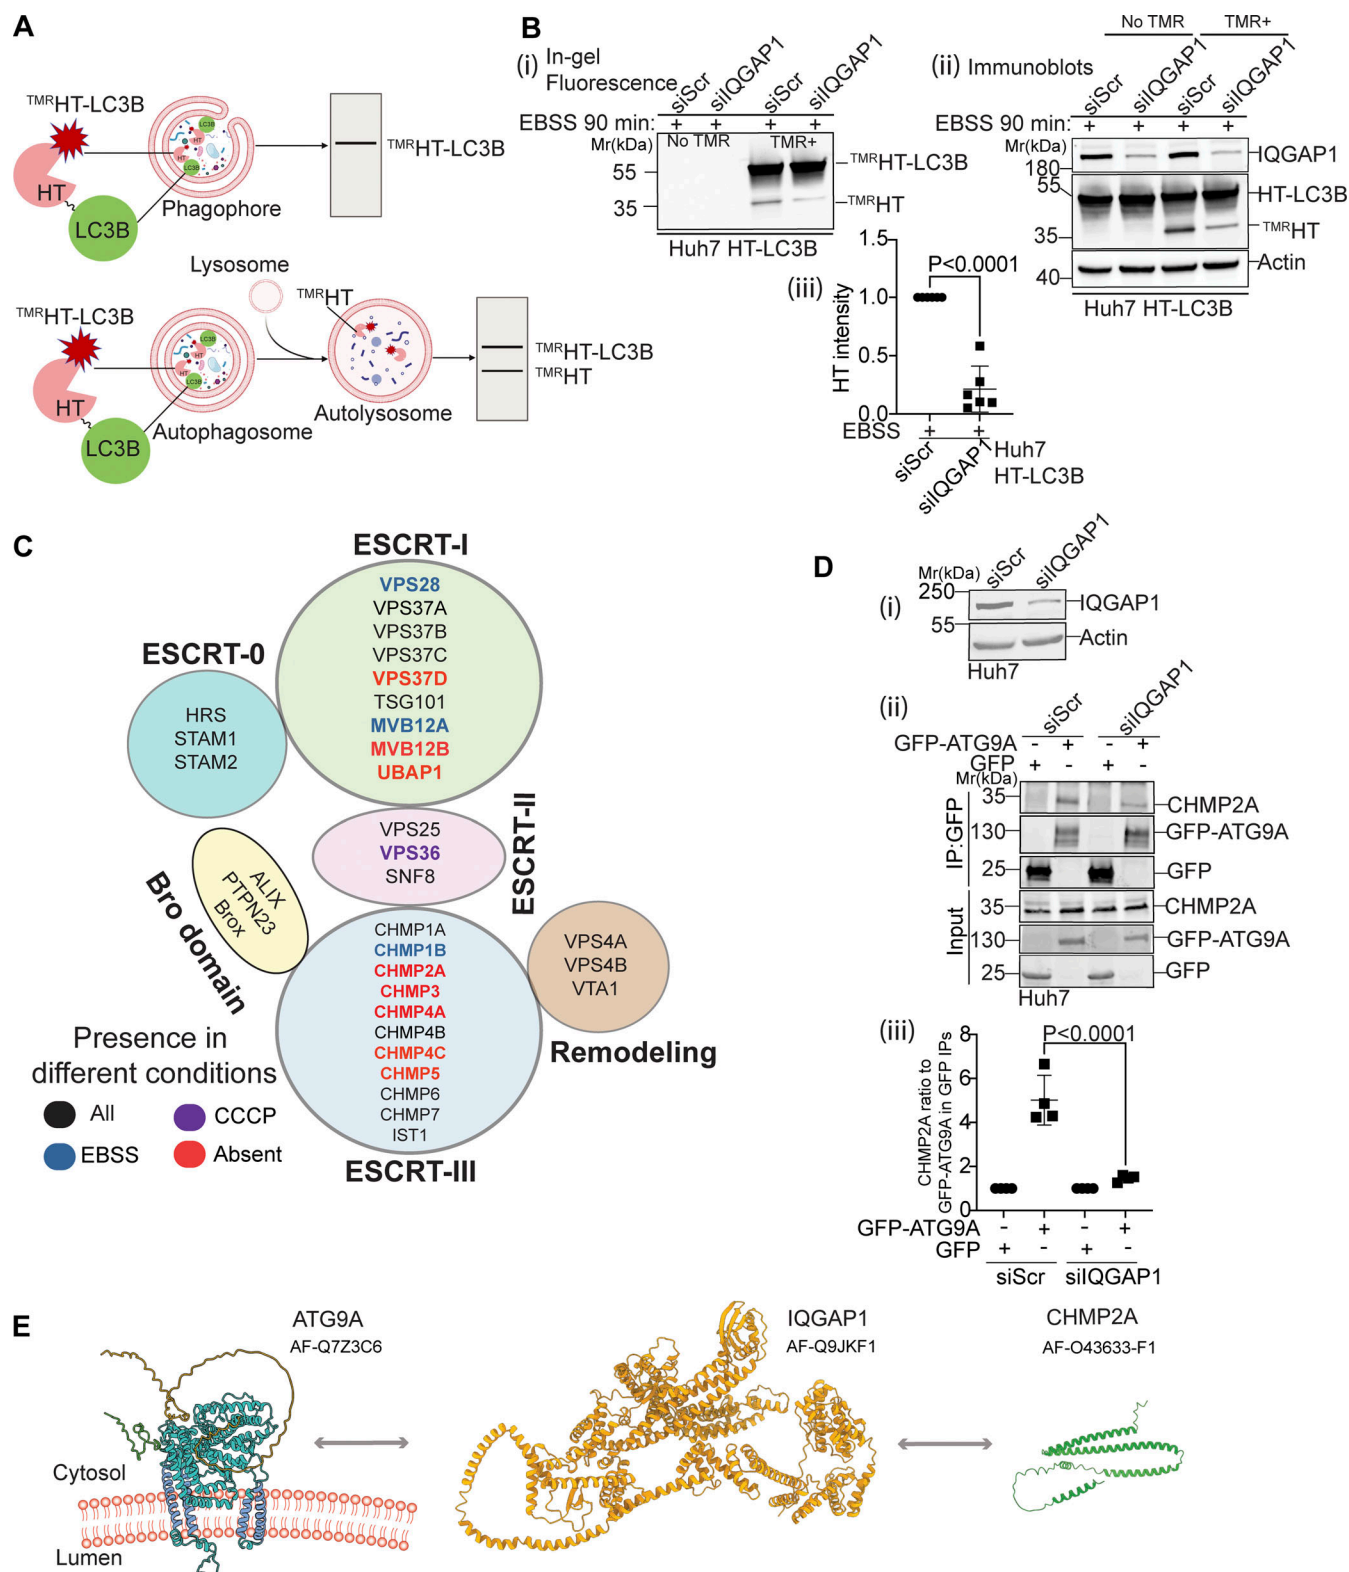 A
TMRHT-LC3B
HT
LC3B
LC3B
HT
LC3B
Phagophore
TMRHT-LC3B
Lysosome
TMRHT-LC3B
HT
LC3B
LC3B
HT
LC3B
Autophagosome
TMRHT
Autolysosome
TMRHT-LC3B
TMRHT
B
(i) In-gel
Fluorescence
siScr
siIQGAP1
siScr
siIQGAP1
EBSS 90 min: + + + +
Mr(kDa)
No TMR
TMR+
55
35
TMRHT-LC3B
TMRHT
Huh7 HT-LC3B
(ii) Immunoblots
No TMR
TMR+
siScr
siIQGAP1
siScr
siIQGAP1
EBSS 90 min: + + + +
Mr(kDa)
180
55
35
40
IQGAP1
HT-LC3B
TMRHT
Actin
Huh7 HT-LC3B
(iii)
HT intensity
1.5
1.0
0.5
0.0
P<0.0001
EBSS + +
siScr
siIQGAP1
Huh7
HT-LC3B
C
ESCRT-I
VPS28
VPS37A
VPS37B
VPS37C
VPS37D
TSG101
MVB12A
MVB12B
UBAP1
ESCRT-0
HRS
STAM1
STAM2
ESCRT-II
VPS25
VPS36
SNF8
Bro domain
ALIX
PTPN23
Brox
CHMP1A
CHMP1B
CHMP2A
CHMP3
CHMP4A
CHMP4B
CHMP4C
CHMP5
CHMP6
CHMP7
IST1
ESCRT-III
VPS4A
VPS4B
VTA1
Remodeling
Presence in
different conditions
All
CCCP
EBSS
Absent
D
(i)
Mr(kDa)
siScr
siIQGAP1
250
55
IQGAP1
Actin
Huh7
(ii)
siScr
siIQGAP1
GFP-ATG9A - + - +
GFP + - + -
Mr(kDa)
IP:GFP
35
CHMP2A
130
GFP-ATG9A
25
GFP
Input
35
CHMP2A
130
GFP-ATG9A
25
GFP
Huh7
(iii)
CHMP2A ratio to
GFP-ATG9A in GFP IPs
8
6
4
2
0
P<0.0001
GFP-ATG9A - + - +
GFP + - + -
siScr
siIQGAP1
E
ATG9A
AF-Q7Z3C6
IQGAP1
AF-Q9JKF1
CHMP2A
AF-O43633-F1
Cytosol
Lumen